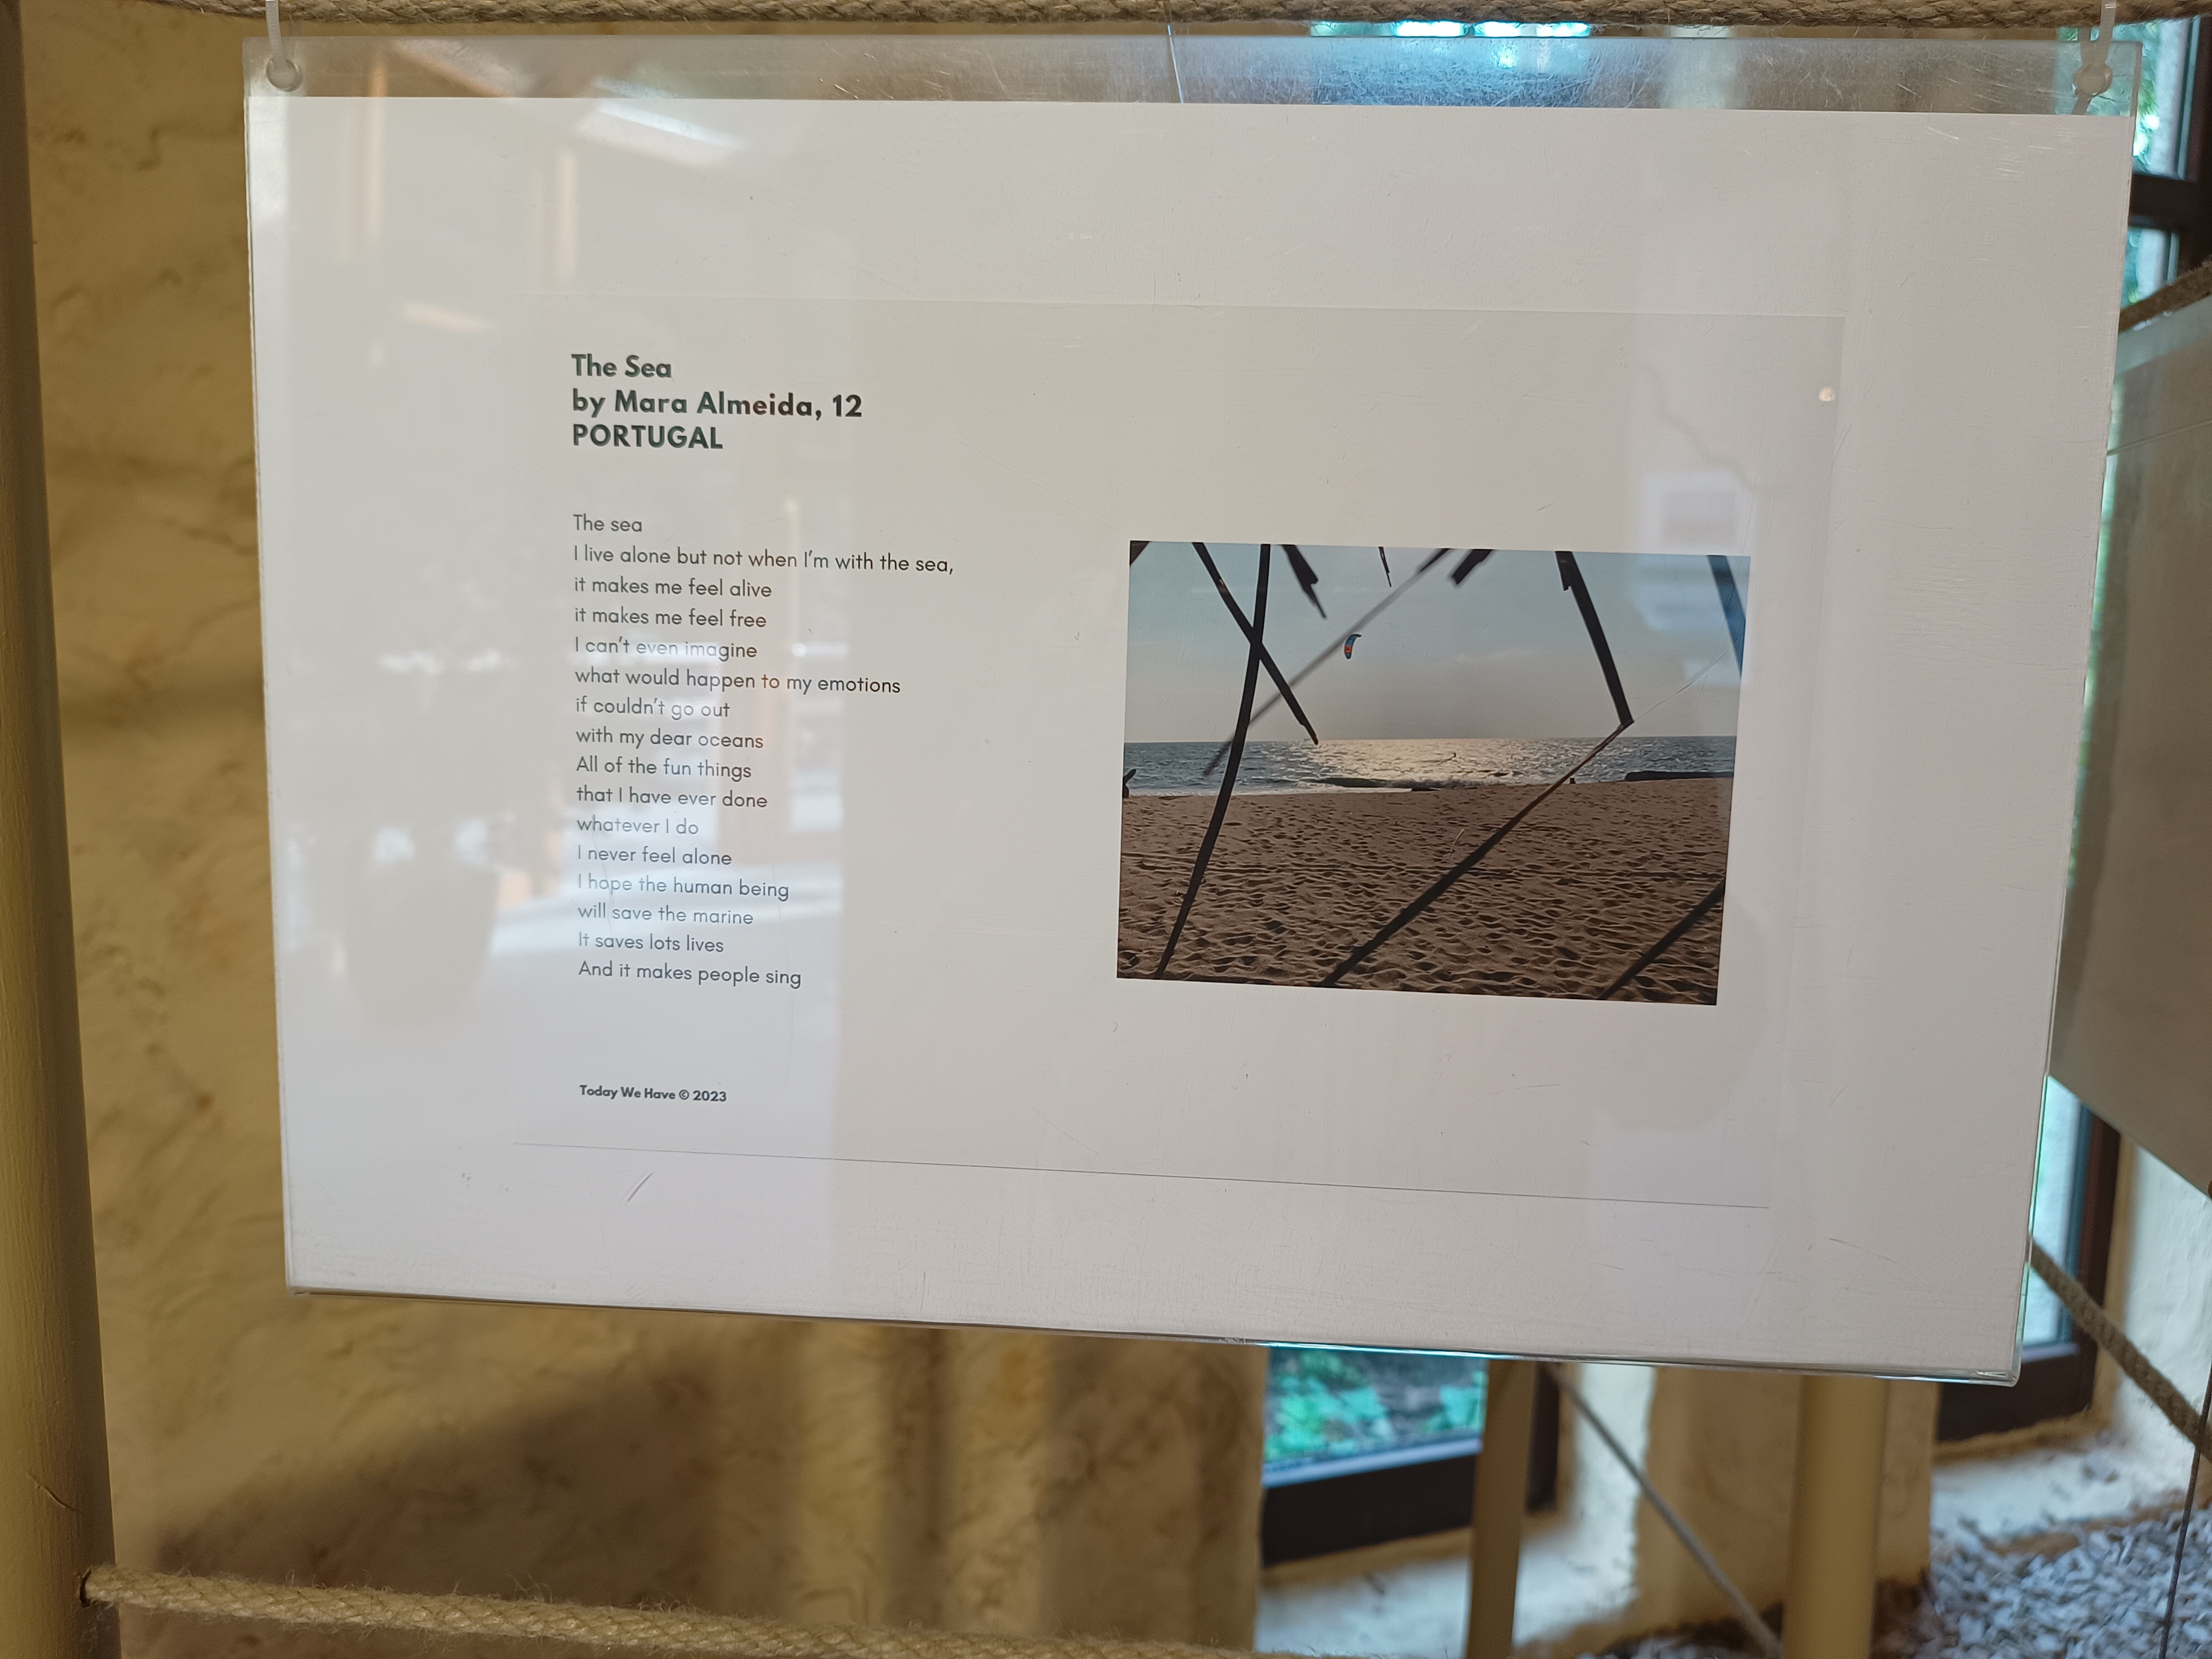 The Sea
by Mara Almeida, 12
PORTUGAL
The sea
I live alone but not when I'm with the sea,
it makes me feel alive
it makes me feel free
I can't even imagine
what would happen to my emotions
if couldn't go out
with my dear oceans
All of the fun things
that I have ever done
whatever I do
I never feel alone
I hope the human being
will save the marine
It saves lots lives
And it makes people sing
Today We Have © 2023